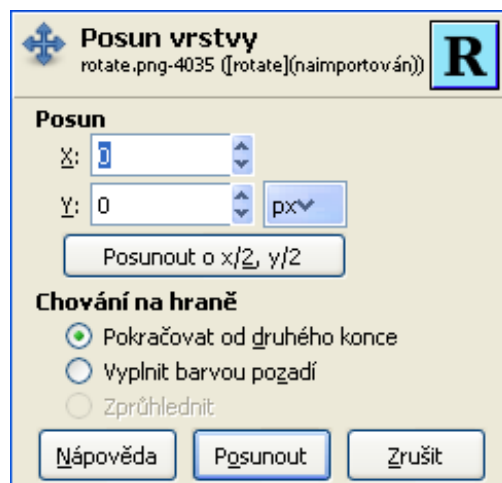 Posun vrstvy
rotate.png-4035 ([rotate](naimportován))
R
Posun
X: 0
Y: 0 px
Posunout o x/2, y/2
Chování na hraně
Pokračovat od druhého konce
Vyplnit barvou pozadí
Zprůhlednit
Nápověda Posunout Zrušit